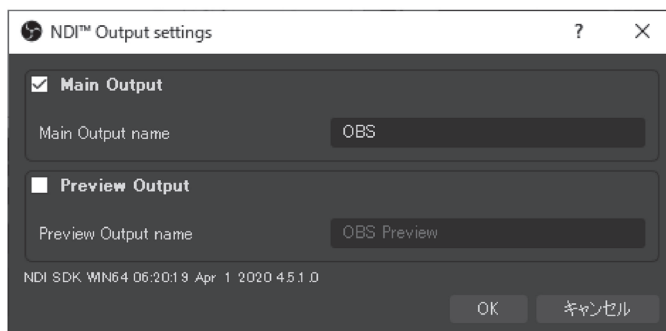 NDI™ Output settings
Main Output
Main Output name OBS
Preview Output
Preview Output name OBS Preview
NDI SDK WIN64 06:20:19 Apr 1 2020 4.5.1.0
OK キャンセル